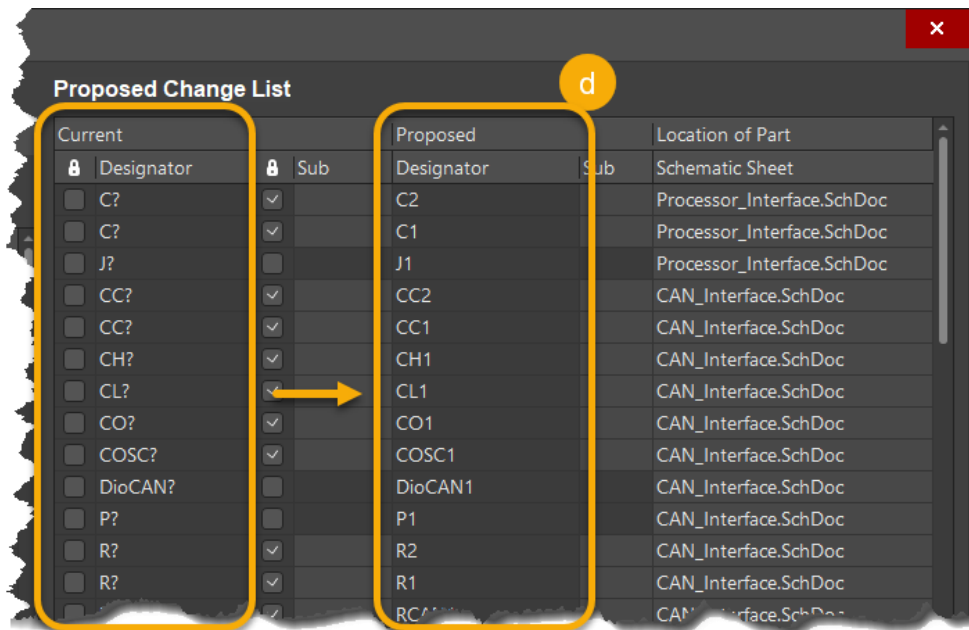 Proposed Change List
d
Current Proposed Location of Part
Designator Sub Designator Sub Schematic Sheet
C? C2 Processor_Interface.SchDoc
C? C1 Processor_Interface.SchDoc
J? J1 Processor_Interface.SchDoc
CC? CC2 CAN_Interface.SchDoc
CC? CC1 CAN_Interface.SchDoc
CH? CH1 CAN_Interface.SchDoc
CL? CL1 CAN_Interface.SchDoc
CO? CO1 CAN_Interface.SchDoc
COSC? COSC1 CAN_Interface.SchDoc
DioCAN? DioCAN1 CAN_Interface.SchDoc
P? P1 CAN_Interface.SchDoc
R? R2 CAN_Interface.SchDoc
R? R1 CAN_Interface.SchDoc